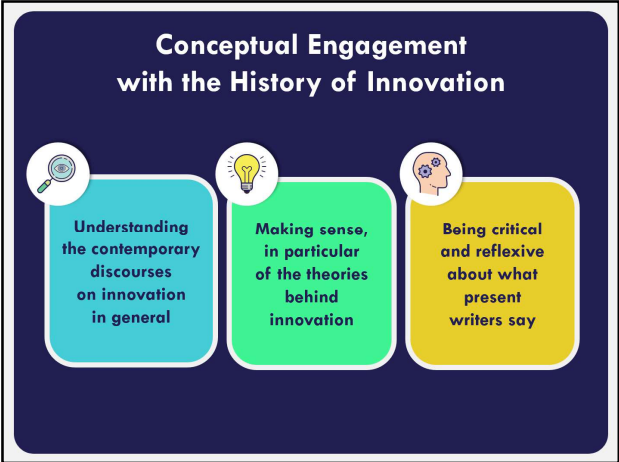 Conceptual Engagement
with the History of Innovation
Understanding
the contemporary
discourses
on innovation
in general
Making sense,
in particular
of the theories
behind
innovation
Being critical
and reflexive
about what
present
writers say